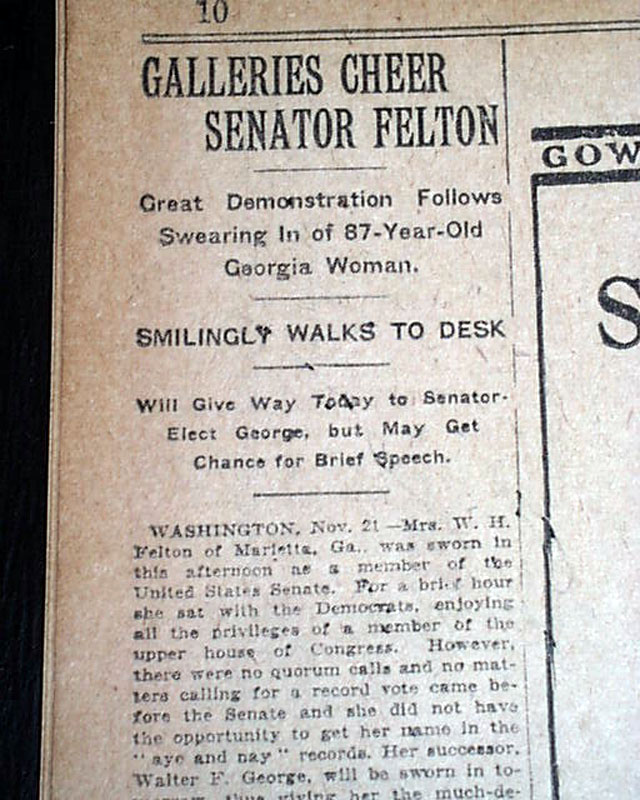 10
GALLERIES CHEER
SENATOR FELTON
Great Demonstration Follows
Swearing In of 87-Year-Old
Georgia Woman.
SMILINGLY WALKS TO DESK
Will Give Way Today to Senator-
Elect George, but May Get
Chance for Brief Speech.
WASHINGTON, Nov. 21—Mrs. W. H.
Felton of Marietta, Ga., was sworn in
this afternoon as a member of the
United States Senate. For a brief hour
she sat with the Democrats, enjoying
all the privileges of a member of the
upper house of Congress. However,
there were no quorum calls and no mat-
ters calling for a record vote came be-
fore the Senate and she did not have
the opportunity to get her name in the
"aye and nay" records. Her successor,
Walter F. George, will be sworn in to-
thus giving her the much-de-
GOW
S